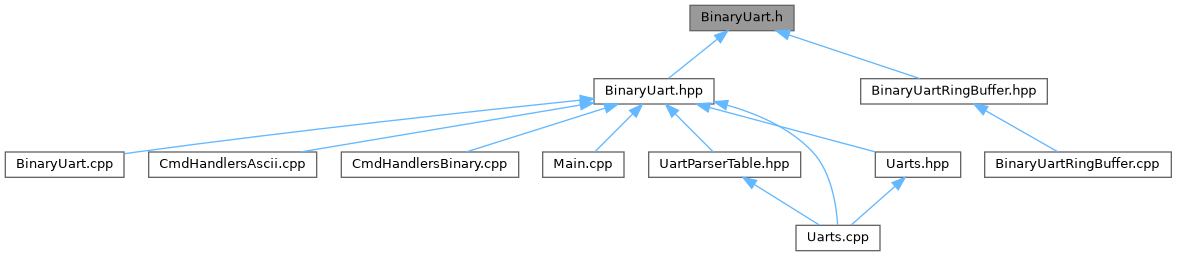 BinaryUart.h
BinaryUart.hpp
BinaryUartRingBuffer.hpp
BinaryUart.cpp
CmdHandlersAscii.cpp
CmdHandlersBinary.cpp
Main.cpp
UartParserTable.hpp
Uarts.hpp
BinaryUartRingBuffer.cpp
Uarts.cpp